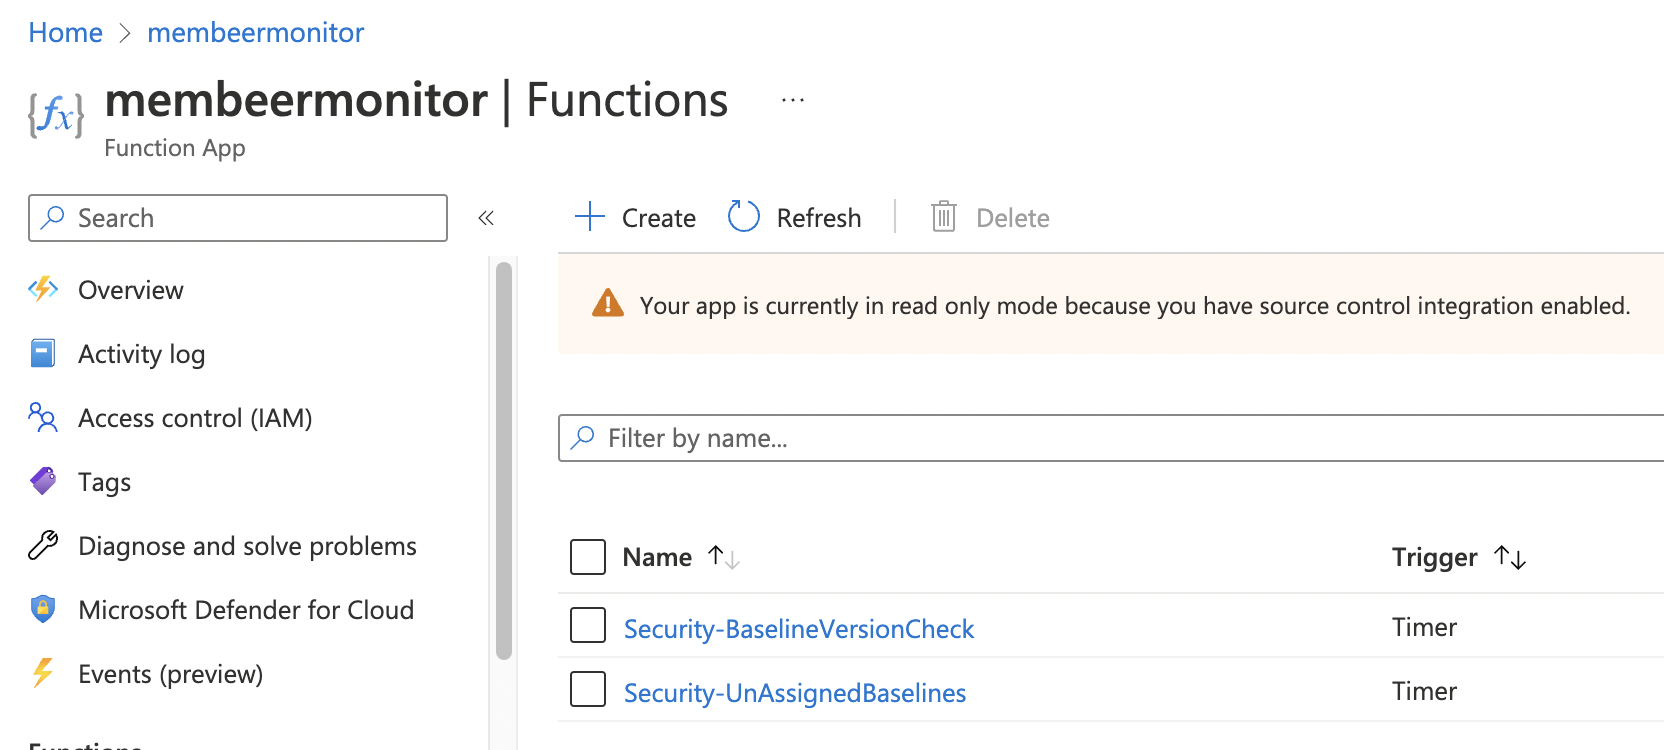 Home > membeermonitor
membeermonitor | Functions ...
Function App
Search
«
Create Refresh Delete
Overview
Activity log
Access control (IAM)
Tags
Diagnose and solve problems
Microsoft Defender for Cloud
Events (preview)
Functions
Your app is currently in read only mode because you have source control integration enabled.
Filter by name...
Name ↑↓ Trigger ↑↓
Security-BaselineVersionCheck Timer
Security-UnAssignedBaselines Timer